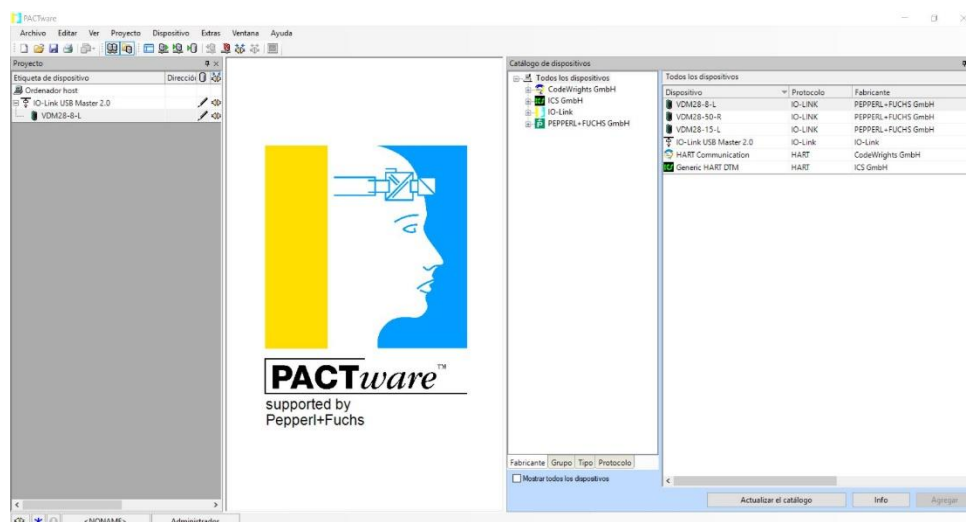 PACTware
Archivo Editar Ver Proyecto Dispositivo Extras Ventana Ayuda
Proyecto
Etiqueta de dispositivo Direcció
Ordenador host
IO-Link USB Master 2.0
VDM28-8-L
PACTware™
supported by
Pepperl+Fuchs
Catálogo de dispositivos
Todos los dispositivos
CodeWrights GmbH
ICS GmbH
IO-Link
PEPPERL+FUCHS GmbH
Todos los dispositivos
Dispositivo Protocolo Fabricante
VDM28-8-L IO-LINK PEPPERL+FUCHS GmbH
VDM28-50-R IO-LINK PEPPERL+FUCHS GmbH
VDM28-15-L IO-LINK PEPPERL+FUCHS GmbH
IO-Link USB Master 2.0 IO-Link IO-Link
HART Communication HART CodeWrights GmbH
Generic HART DTM HART ICS GmbH
Fabricante Grupo Tipo Protocolo
Mostrar todos los dispositivos
Actualizar el catálogo Info Agregar
<NONAME> Administrador